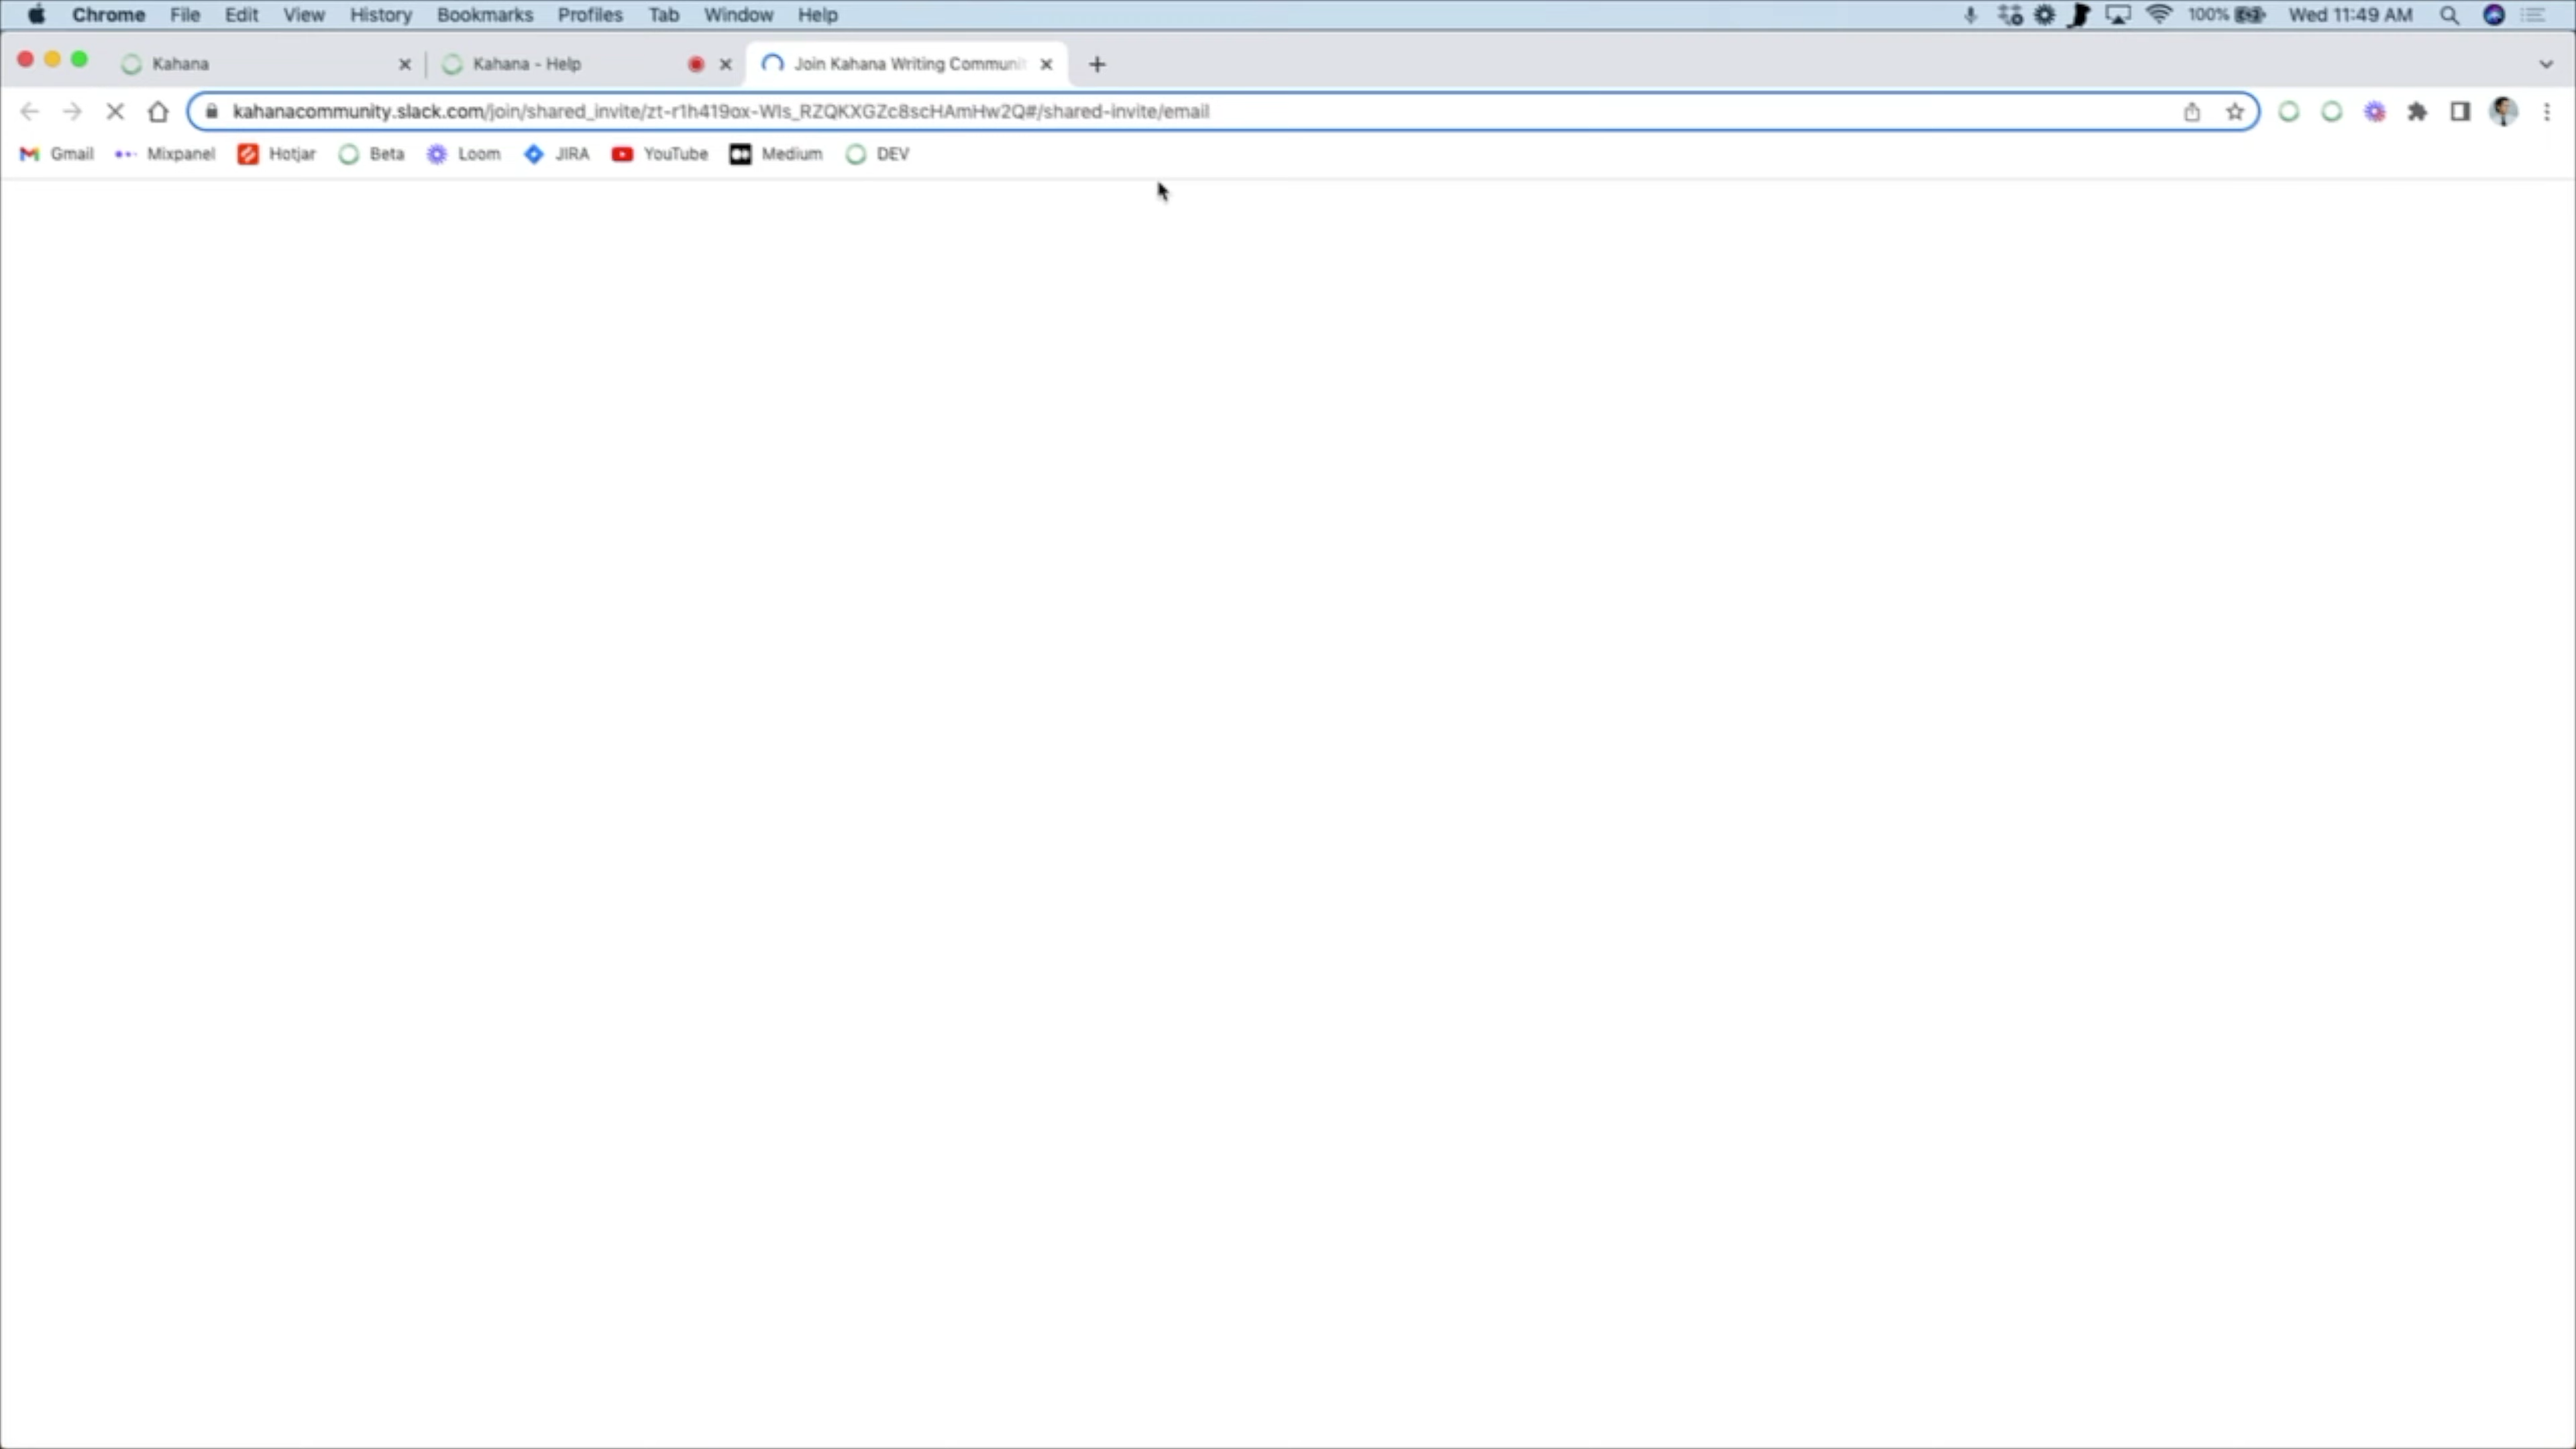 Chrome File Edit View History Bookmarks Profiles Tab Window Help 100% Wed 11:49 AM
Kahana Kahana - Help Join Kahana Writing Communit
kahanacommunity.slack.com/join/shared_invite/zt-r1h419ox-WIs_RZQKXGZc8scHAmHw2Q#/shared-invite/email
Gmail Mixpanel Hotjar Beta Loom JIRA YouTube Medium DEV